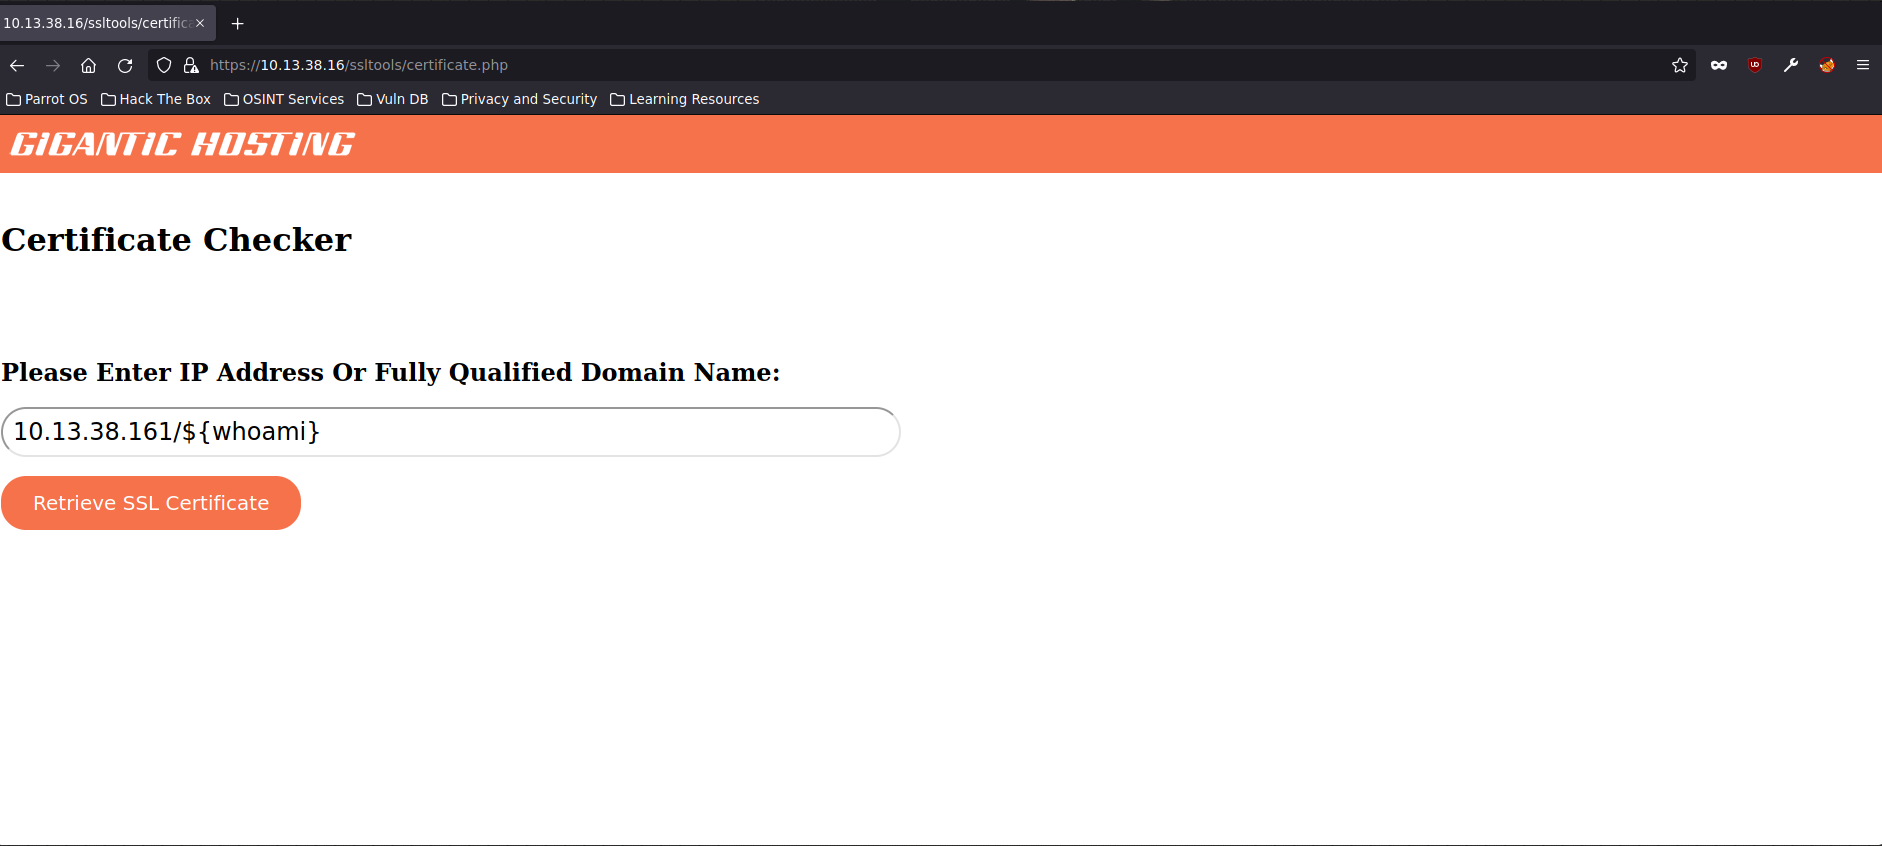 10.13.38.16/ssltools/certific
https://10.13.38.16/ssltools/certificate.php
Parrot OS Hack The Box OSINT Services Vuln DB Privacy and Security Learning Resources
GIGANTIC HOSTING
Certificate Checker
Please Enter IP Address Or Fully Qualified Domain Name:
10.13.38.161/${whoami}
Retrieve SSL Certificate